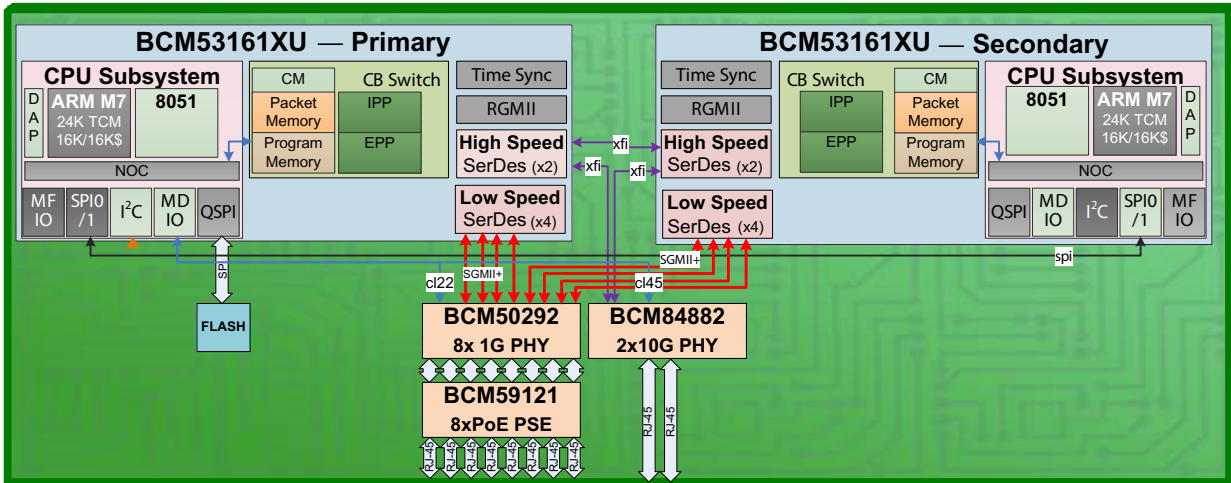 BCM53161XU — Primary
CPU Subsystem
D
A
P
ARM M7
24K TCM
16K/16K$
8051
NOC
MF
IO
SPI0
/1
I²C
MD
IO
QSPI
CM
Packet
Memory
Program
Memory
CB Switch
IPP
EPP
Time Sync
RGMII
High Speed
SerDes (x2)
Low Speed
SerDes (x4)
BCM53161XU — Secondary
Time Sync
RGMII
High Speed
SerDes (x2)
Low Speed
SerDes (x4)
CB Switch
IPP
EPP
CM
Packet
Memory
Program
Memory
CPU Subsystem
8051
ARM M7
24K TCM
16K/16K$
D
A
P
NOC
QSPI
MD
IO
I²C
SPI0
/1
MF
IO
xfi
xfi
xfi
SPI
SGMII+
SGMII+
spi
cl22
cl45
FLASH
BCM50292
8x 1G PHY
BCM84882
2x10G PHY
BCM59121
8xPoE PSE
RJ-45
RJ-45
RJ-45
RJ-45
RJ-45
RJ-45
RJ-45
RJ-45
RJ-45
RJ-45